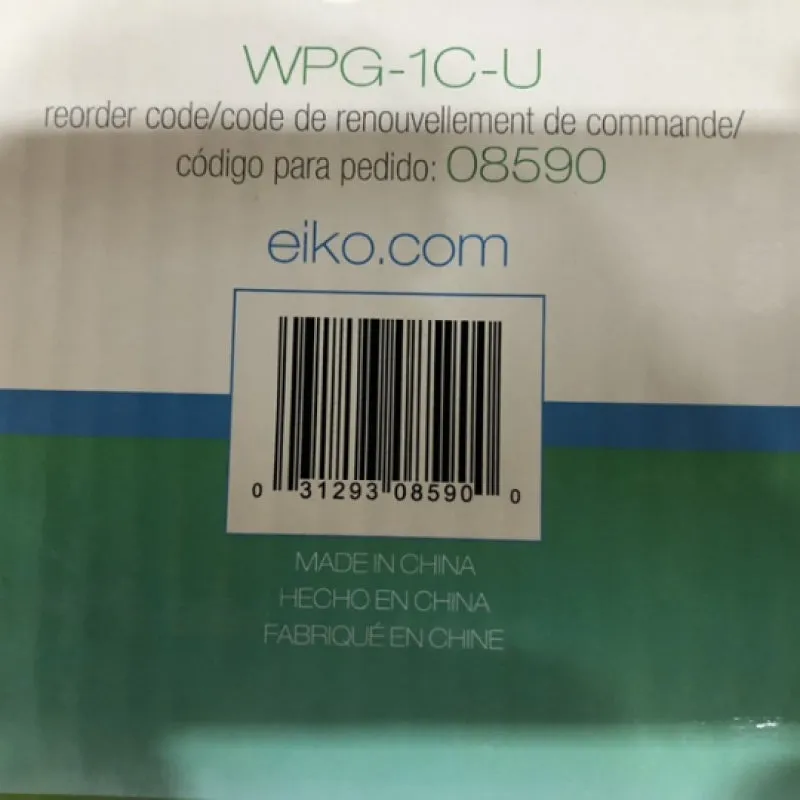 WPG-1C-U
reorder code/code de renouvellement de commande/
código para pedido: 08590
eiko.com
0 31293 08590 0
MADE IN CHINA
HECHO EN CHINA
FABRIQUÉ EN CHINE